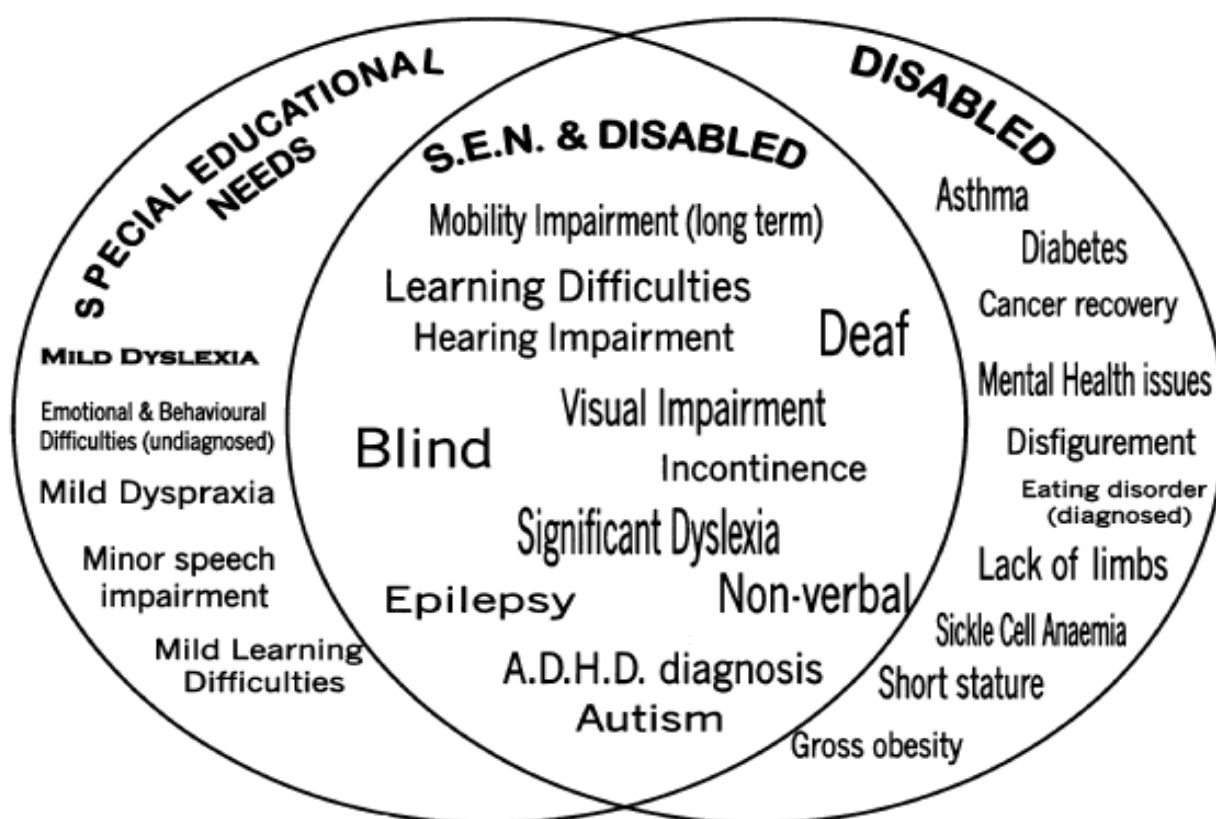 SPECIAL EDUCATIONAL
NEEDS
MILD DYSLEXIA
Emotional & Behavioural
Difficulties (undiagnosed)
Mild Dyspraxia
Minor speech
impairment
Mild Learning
Difficulties
S.E.N. & DISABLED
Mobility Impairment (long term)
Learning Difficulties
Hearing Impairment
Deaf
Visual Impairment
Blind
Incontinence
Significant Dyslexia
Epilepsy
Non-verbal
A.D.H.D. diagnosis
Autism
DISABLED
Asthma
Diabetes
Cancer recovery
Mental Health issues
Disfigurement
Eating disorder
(diagnosed)
Lack of limbs
Sickle Cell Anaemia
Short stature
Gross obesity